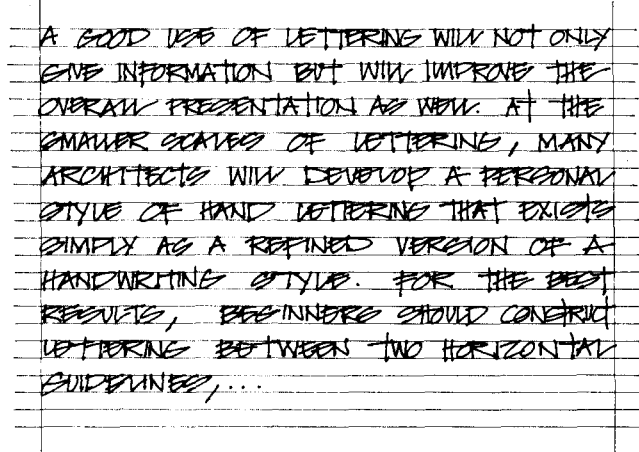 A GOOD USE OF LETTERING WILL NOT ONLY
GIVE INFORMATION BUT WILL IMPROVE THE
OVERALL PRESENTATION AS WELL. AT THE
SMALLER SCALES OF LETTERING, MANY
ARCHITECTS WILL DEVELOP A PERSONAL
STYLE OF HAND LETTERING THAT EXISTS
SIMPLY AS A REFINED VERSION OF A
HANDWRITING STYLE. FOR THE BEST
RESULTS, BEGINNERS SHOULD CONSTRUCT
LETTERING BETWEEN TWO HORIZONTAL
GUIDELINES,...